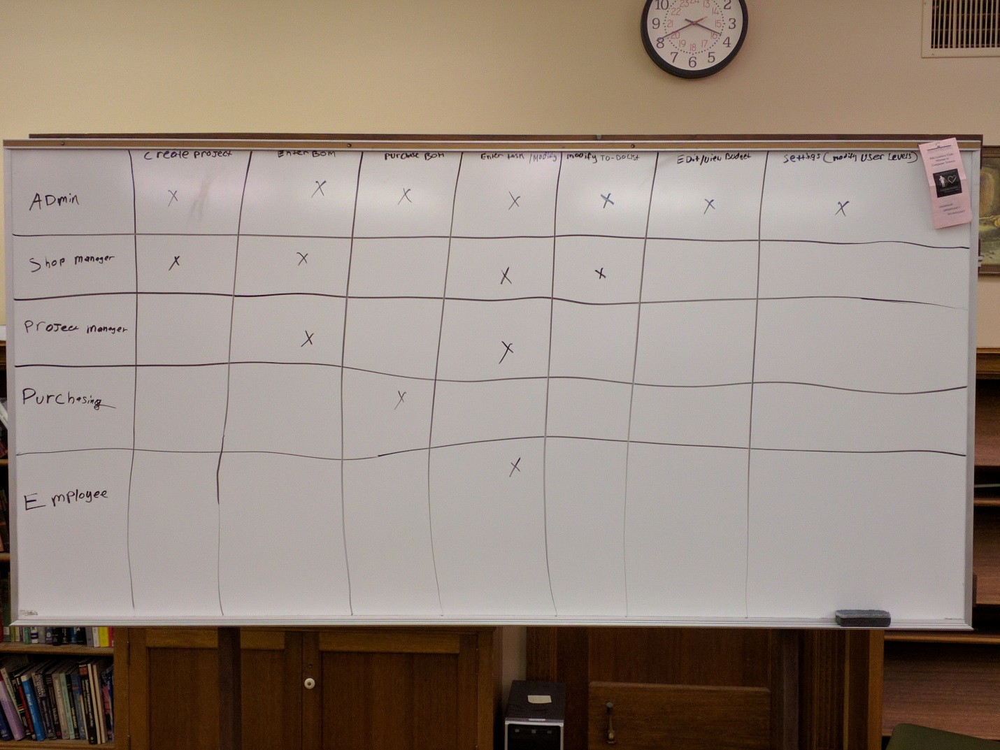 10 23 24 13 2
22 14
9 21 15 3
8 20 19 18 17 16 4
7 6 5
Create Project Enter BOM Purchase BOM Enter task /Modify modify TO-DO List EDit/view Budget Settings (modify User Levels)
ADmin X X X X X X X
Shop manager X X X X
Project manager X X
Purchasing X
Employee X